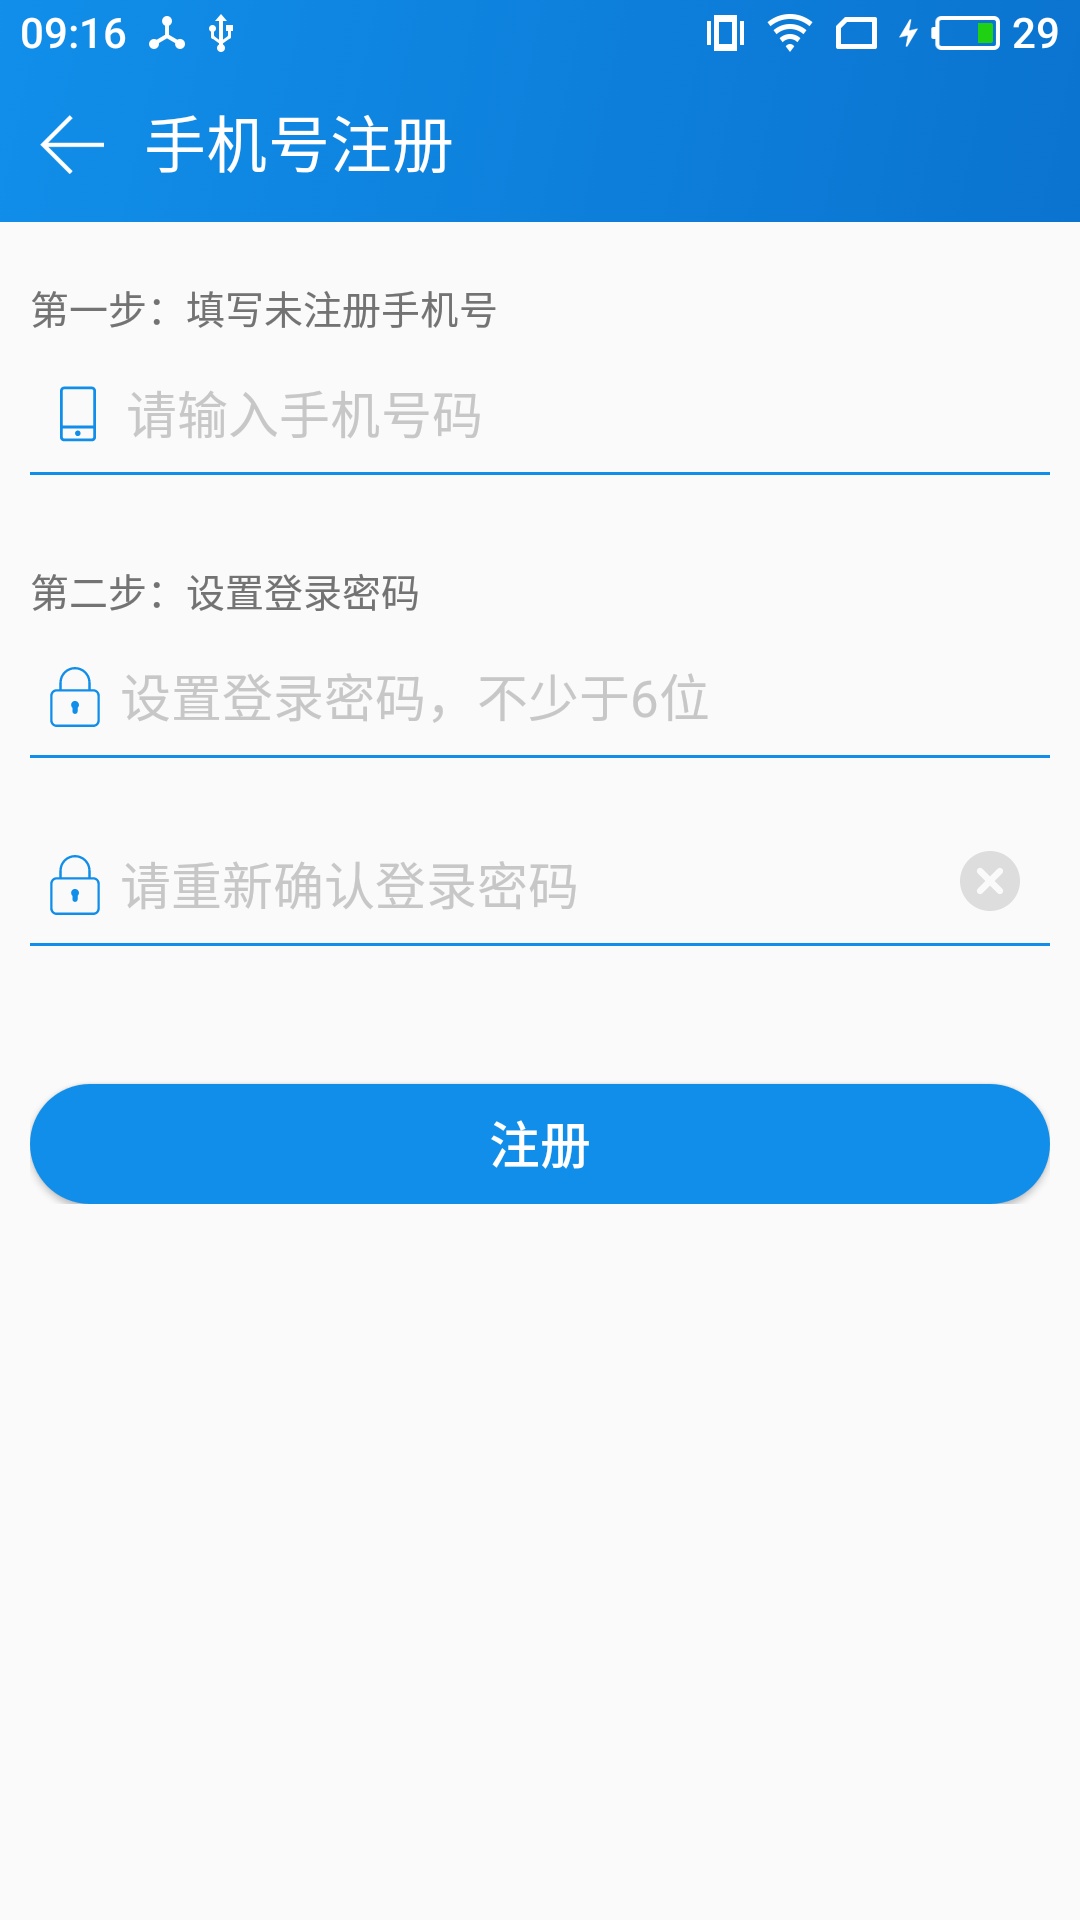 09:16 29
手机号注册
第一步：填写未注册手机号
请输入手机号码
第二步：设置登录密码
设置登录密码，不少于6位
请重新确认登录密码
注册